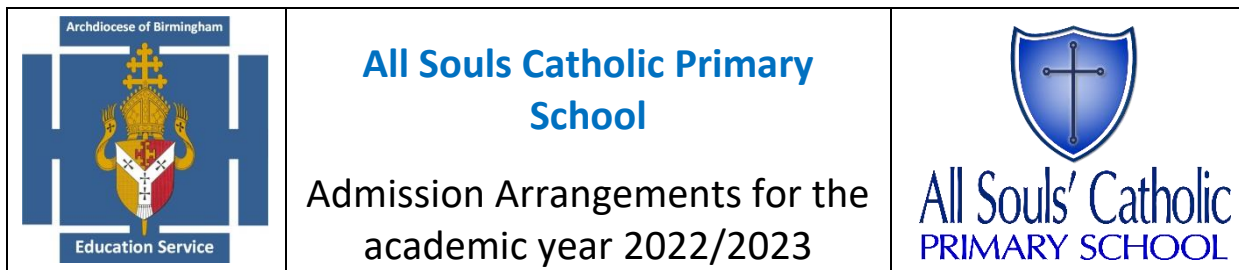 Archdiocese of Birmingham
Education Service
All Souls Catholic Primary
School
Admission Arrangements for the
academic year 2022/2023
All Souls' Catholic
PRIMARY SCHOOL